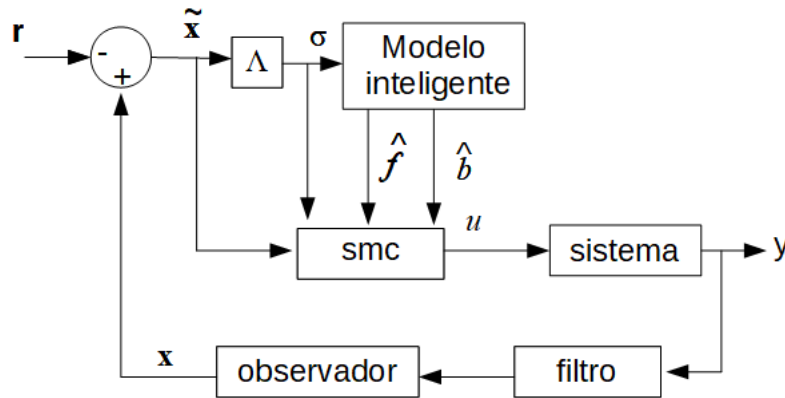 r
-
+
x̃
Λ
σ
Modelo
inteligente
f̂
b̂
smc
u
sistema
y
x
observador
filtro